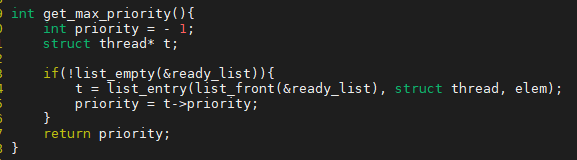 int get_max_priority(){
    int priority = - 1;
    struct thread* t;

    if(!list_empty(&ready_list)){
        t = list_entry(list_front(&ready_list), struct thread, elem);
        priority = t->priority;
    }
    return priority;
}